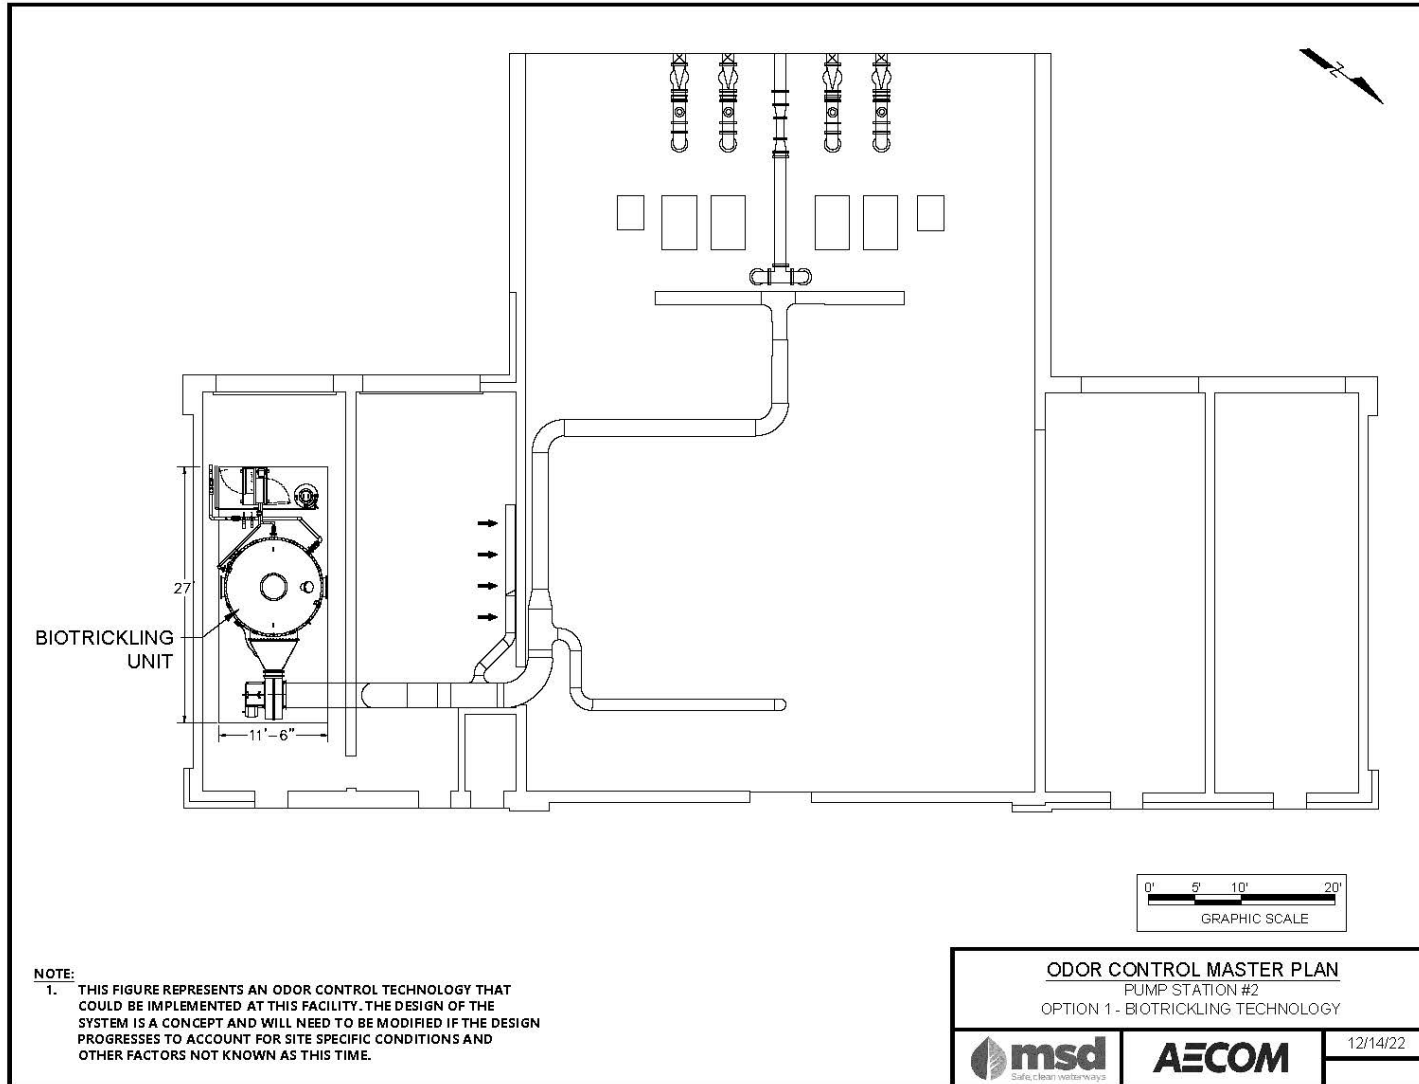 N
27'
BIOTRICKLING
UNIT
11'-6"
0' 5' 10' 20'
GRAPHIC SCALE
NOTE:
1. THIS FIGURE REPRESENTS AN ODOR CONTROL TECHNOLOGY THAT
COULD BE IMPLEMENTED AT THIS FACILITY. THE DESIGN OF THE
SYSTEM IS A CONCEPT AND WILL NEED TO BE MODIFIED IF THE DESIGN
PROGRESSES TO ACCOUNT FOR SITE SPECIFIC CONDITIONS AND
OTHER FACTORS NOT KNOWN AS THIS TIME.
ODOR CONTROL MASTER PLAN
PUMP STATION #2
OPTION 1 - BIOTRICKLING TECHNOLOGY
msd
Safe, clean waterways
AECOM
12/14/22